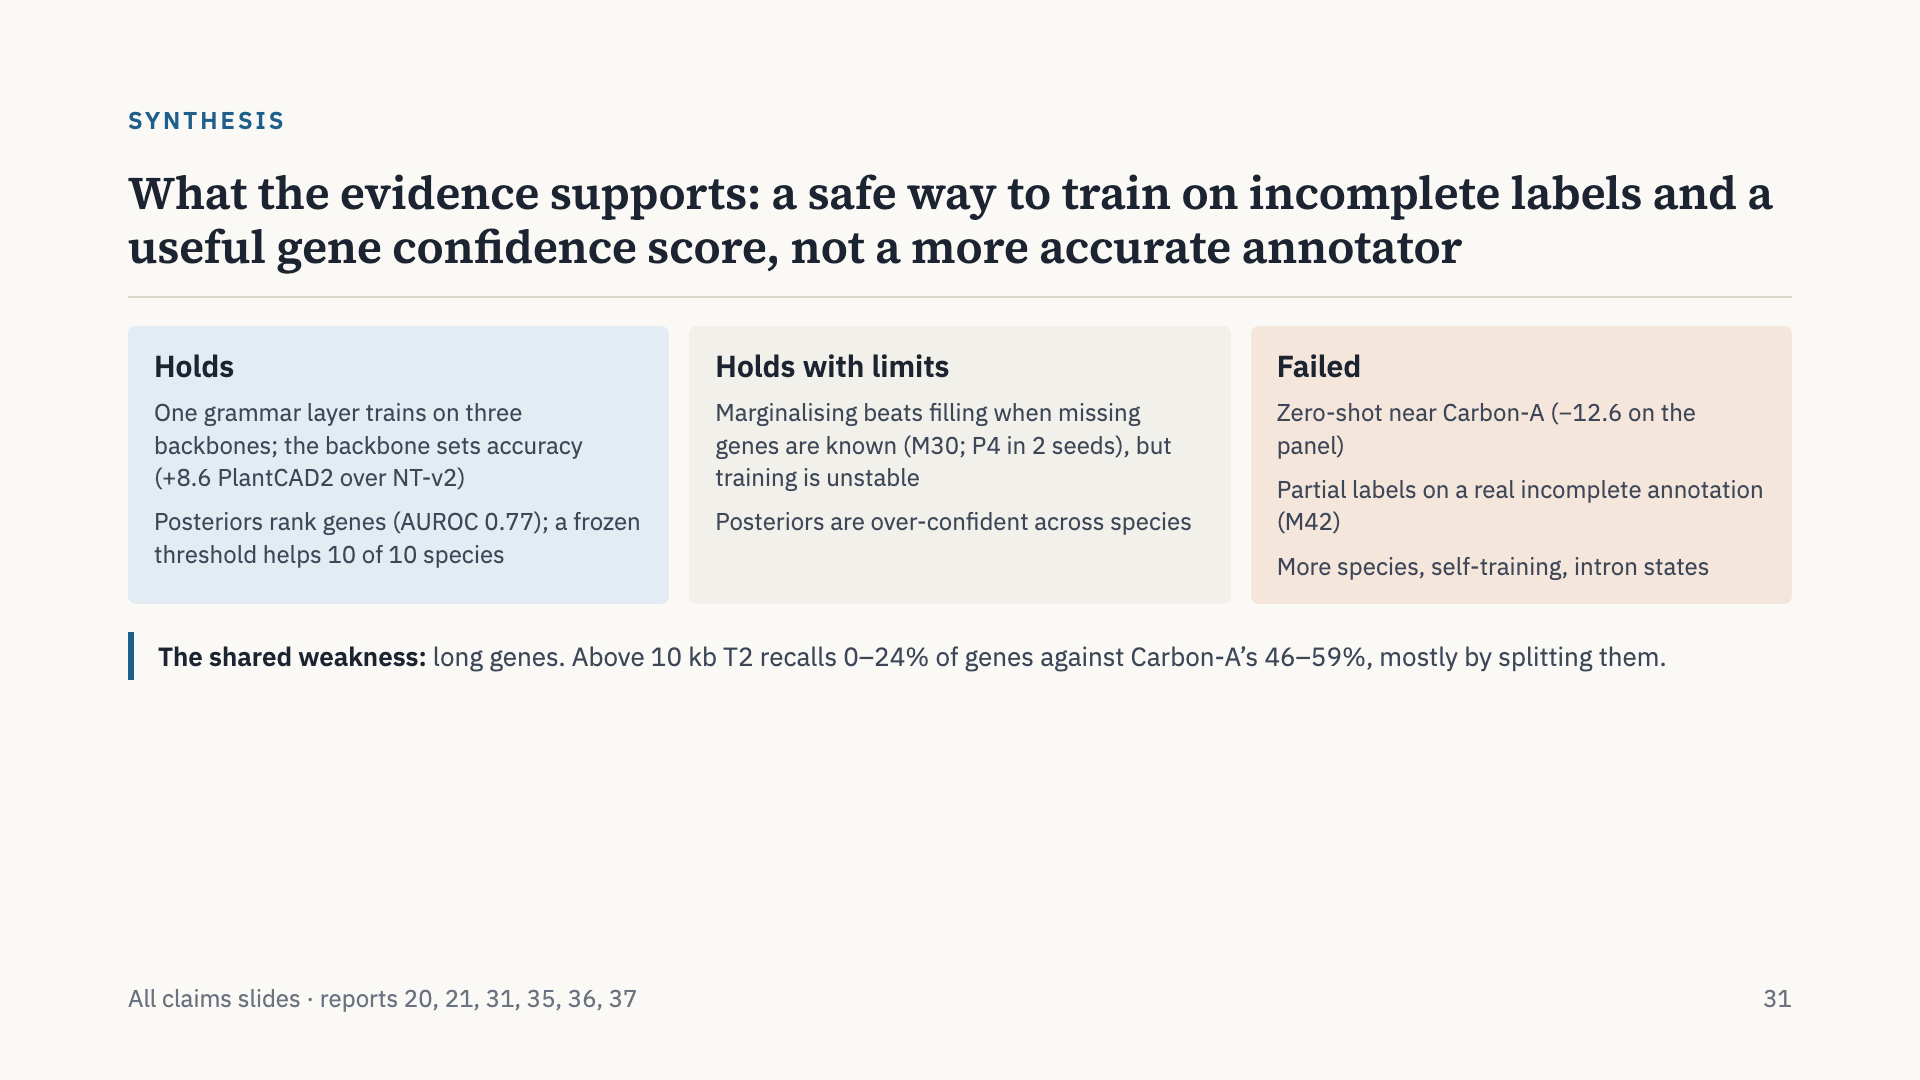 SYNTHESIS
What the evidence supports: a safe way to train on incomplete labels and a
useful gene confidence score, not a more accurate annotator
Holds
One grammar layer trains on three
backbones; the backbone sets accuracy
(+8.6 PlantCAD2 over NT-v2)
Posteriors rank genes (AUROC 0.77); a frozen
threshold helps 10 of 10 species
Holds with limits
Marginalising beats filling when missing
genes are known (M30; P4 in 2 seeds), but
training is unstable
Posteriors are over-confident across species
Failed
Zero-shot near Carbon-A (−12.6 on the
panel)
Partial labels on a real incomplete annotation
(M42)
More species, self-training, intron states
The shared weakness: long genes. Above 10 kb T2 recalls 0–24% of genes against Carbon-A’s 46–59%, mostly by splitting them.
All claims slides · reports 20, 21, 31, 35, 36, 37
31